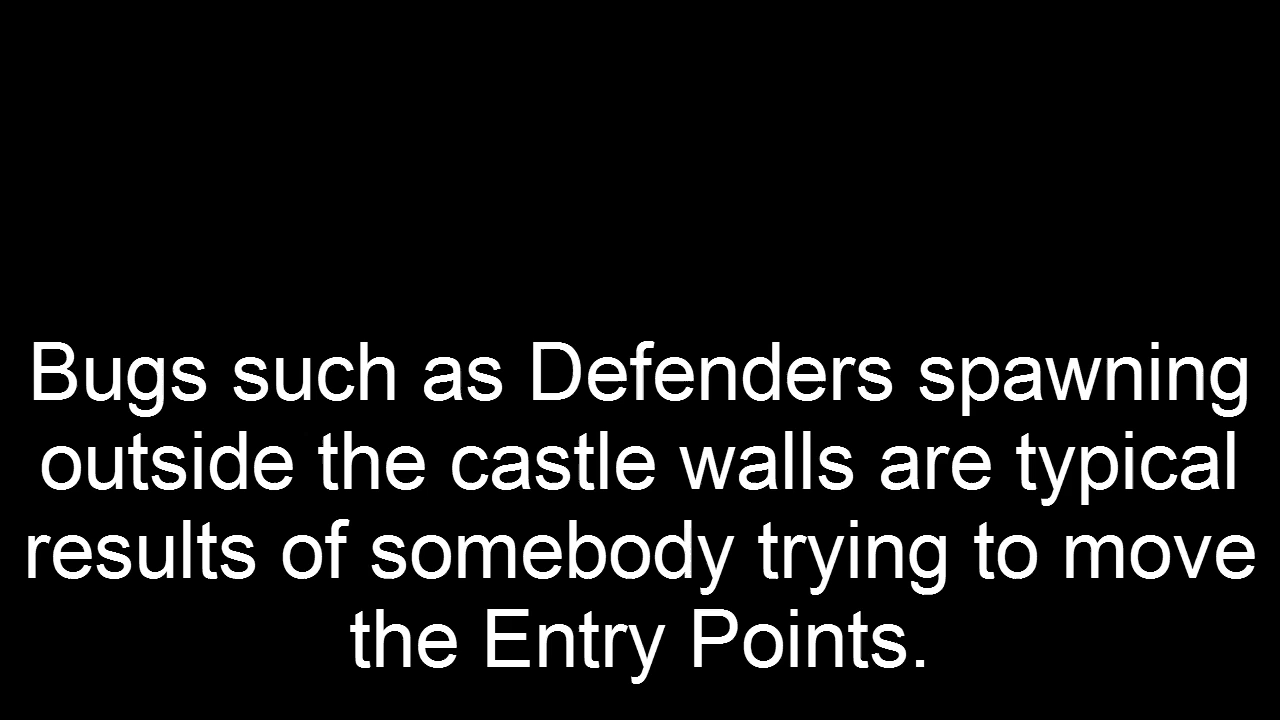 Bugs such as Defenders spawning
outside the castle walls are typical
results of somebody trying to move
the Entry Points.